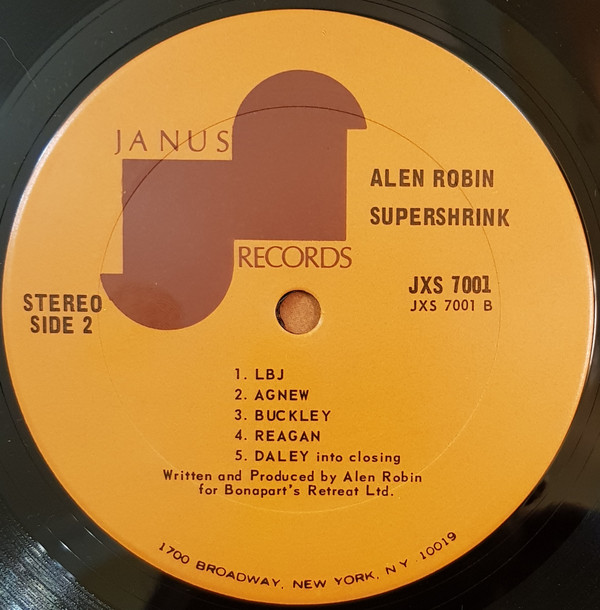 JANUS
RECORDS
ALEN ROBIN
SUPERSHRINK
JXS 7001
JXS 7001 B
STEREO
SIDE 2
1. LBJ
2. AGNEW
3. BUCKLEY
4. REAGAN
5. DALEY into closing
Written and Produced by Alen Robin
for Bonapart's Retreat Ltd.
1700 BROADWAY, NEW YORK, N Y 10019